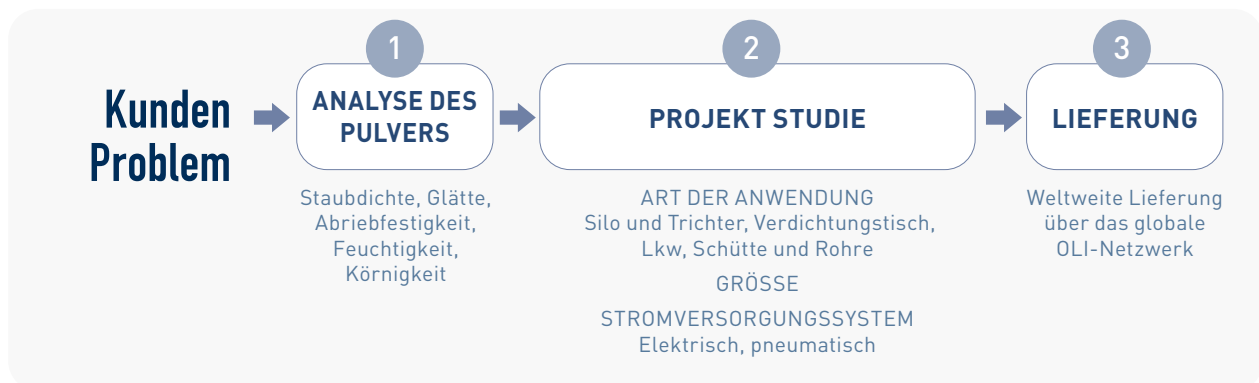 Kunden
Problem
1
ANALYSE DES
PULVERS
Staubdichte, Glätte,
Abriebfestigkeit,
Feuchtigkeit,
Körnigkeit
2
PROJEKT STUDIE
ART DER ANWENDUNG
Silo und Trichter, Verdichtungstisch,
Lkw, Schütte und Rohre
GRÖSSE
STROMVERSORGUNGSSYSTEM
Elektrisch, pneumatisch
3
LIEFERUNG
Weltweite Lieferung
über das globale
OLI-Netzwerk